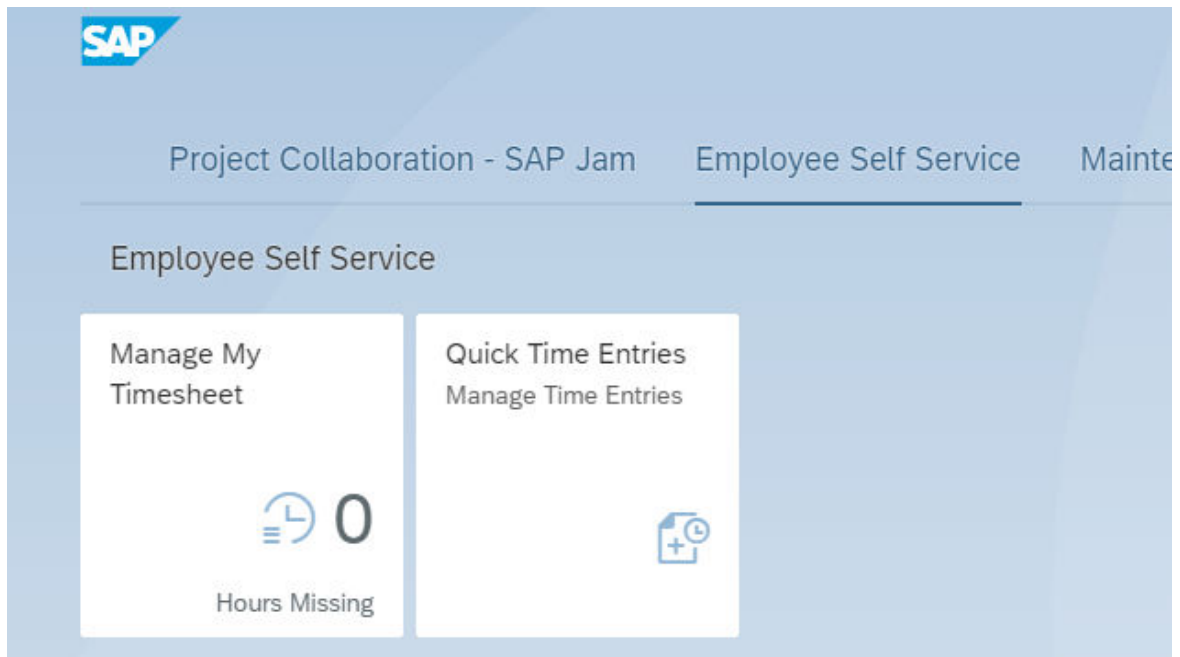 SAP
Project Collaboration - SAP Jam Employee Self Service Mainte
Employee Self Service
Manage My
Timesheet
0
Hours Missing
Quick Time Entries
Manage Time Entries